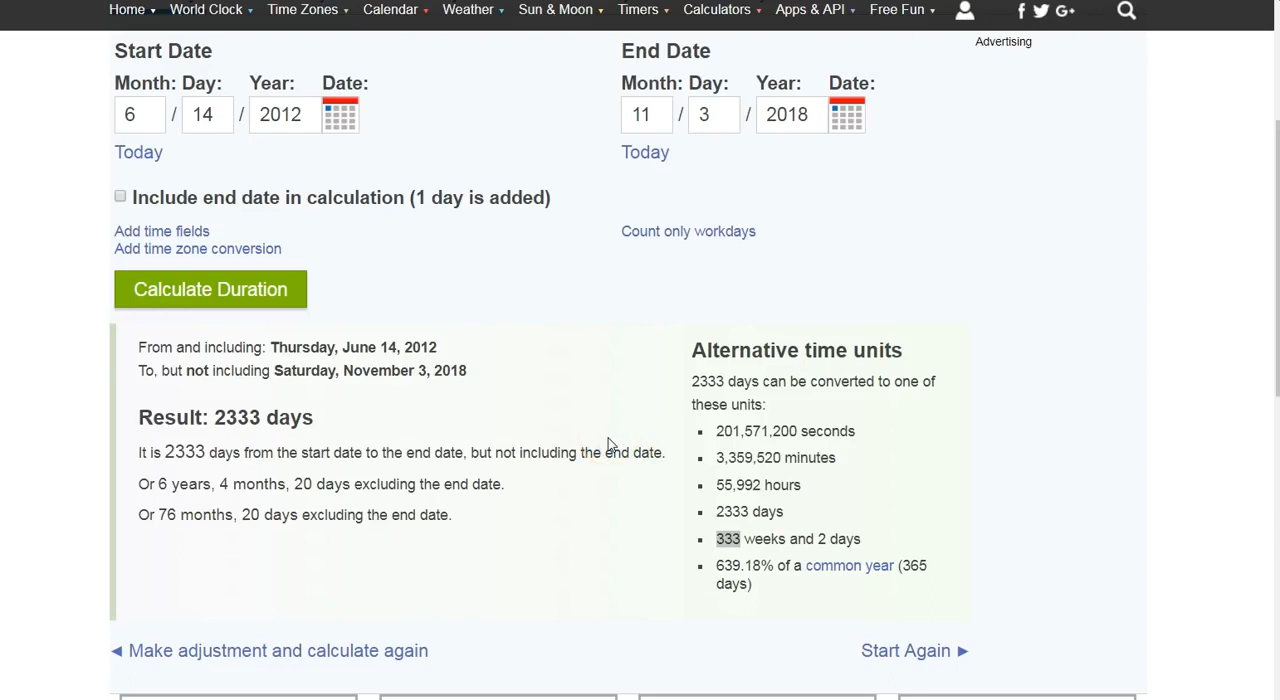 Home World Clock Time Zones Calendar Weather Sun & Moon Timers Calculators Apps & API Free Fun
Advertising
Start Date End Date
Month: Day: Year: Date: Month: Day: Year: Date:
6 / 14 / 2012 11 / 3 / 2018
Today Today
Include end date in calculation (1 day is added)
Add time fields Count only workdays
Add time zone conversion
Calculate Duration
From and including: Thursday, June 14, 2012
To, but not including Saturday, November 3, 2018
Result: 2333 days
It is 2333 days from the start date to the end date, but not including the end date.
Or 6 years, 4 months, 20 days excluding the end date.
Or 76 months, 20 days excluding the end date.
Alternative time units
2333 days can be converted to one of
these units:
201,571,200 seconds
3,359,520 minutes
55,992 hours
2333 days
333 weeks and 2 days
639.18% of a common year (365
days)
◄ Make adjustment and calculate again Start Again ►